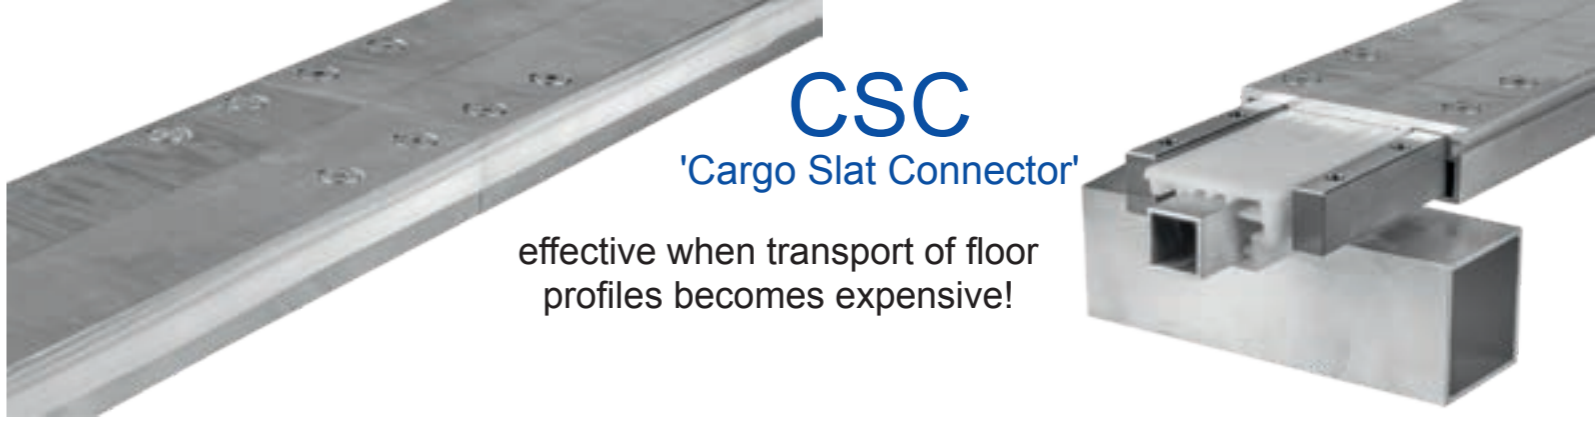 CSC
'Cargo Slat Connector'
effective when transport of floor
profiles becomes expensive!